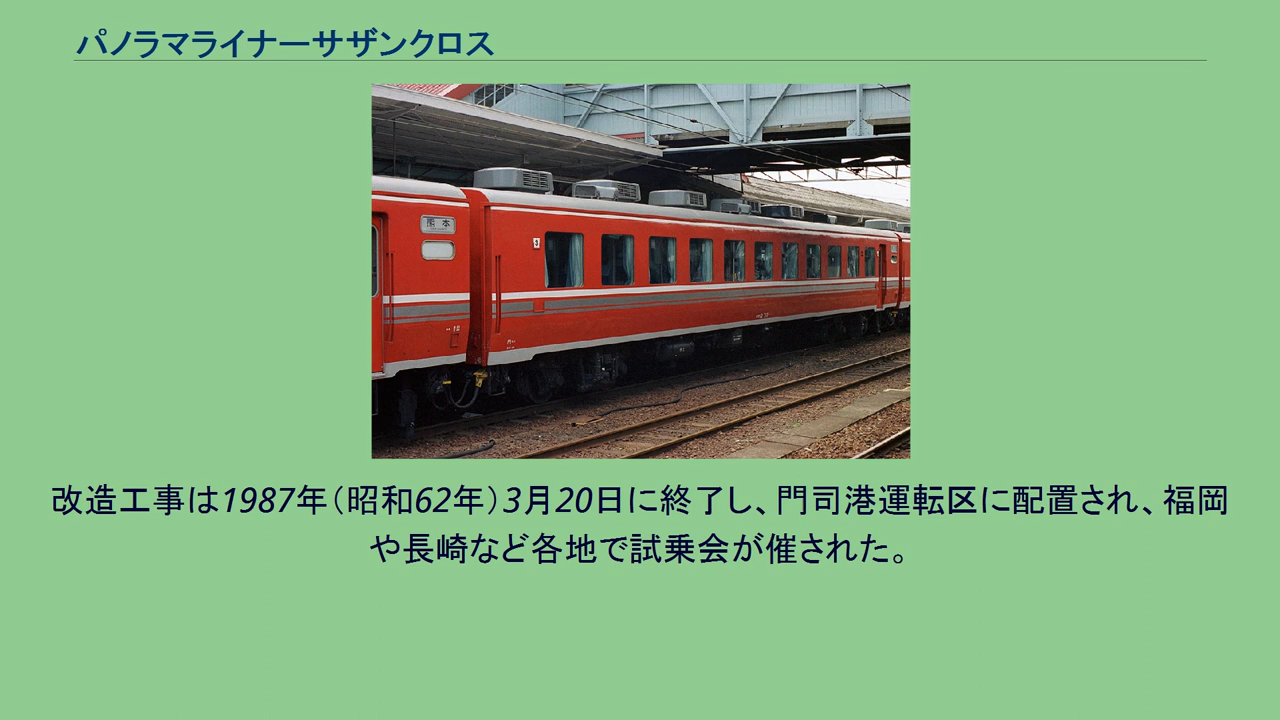 パノラマライナーサザンクロス
熊本
改造工事は1987年（昭和62年）3月20日に終了し、門司港運転区に配置され、福岡
や長崎など各地で試乗会が催された。